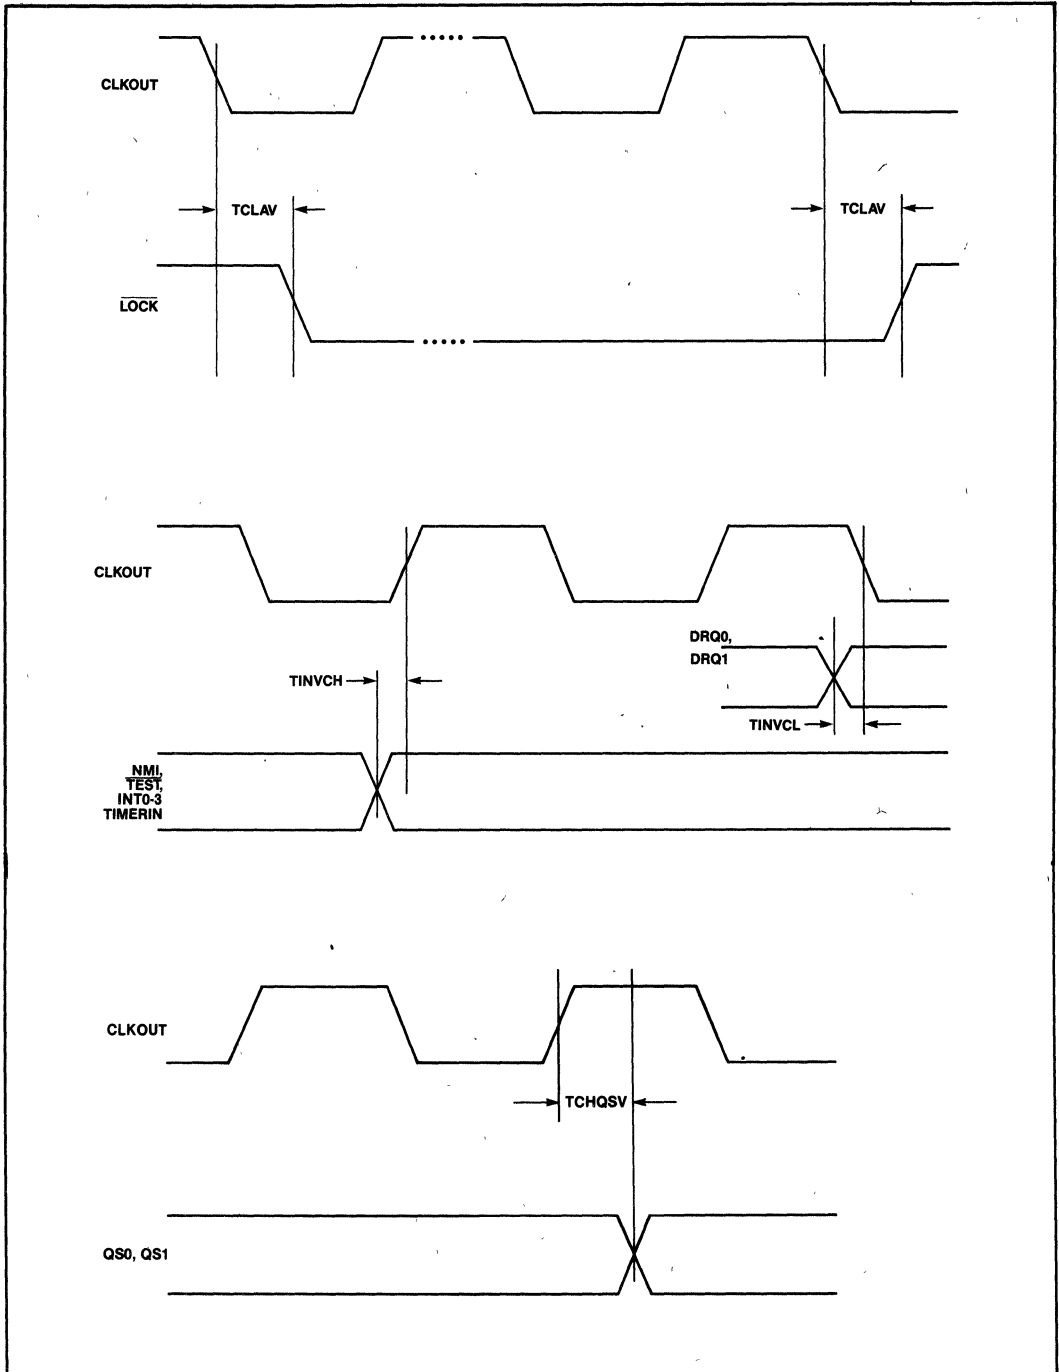 CLKOUT
TCLAV
TCLAV
LOCK
CLKOUT
DRQ0,
DRQ1
TINVCH
TINVCL
NMI,
TEST,
INT0-3
TIMERIN
CLKOUT
TCHQSV
QS0, QS1